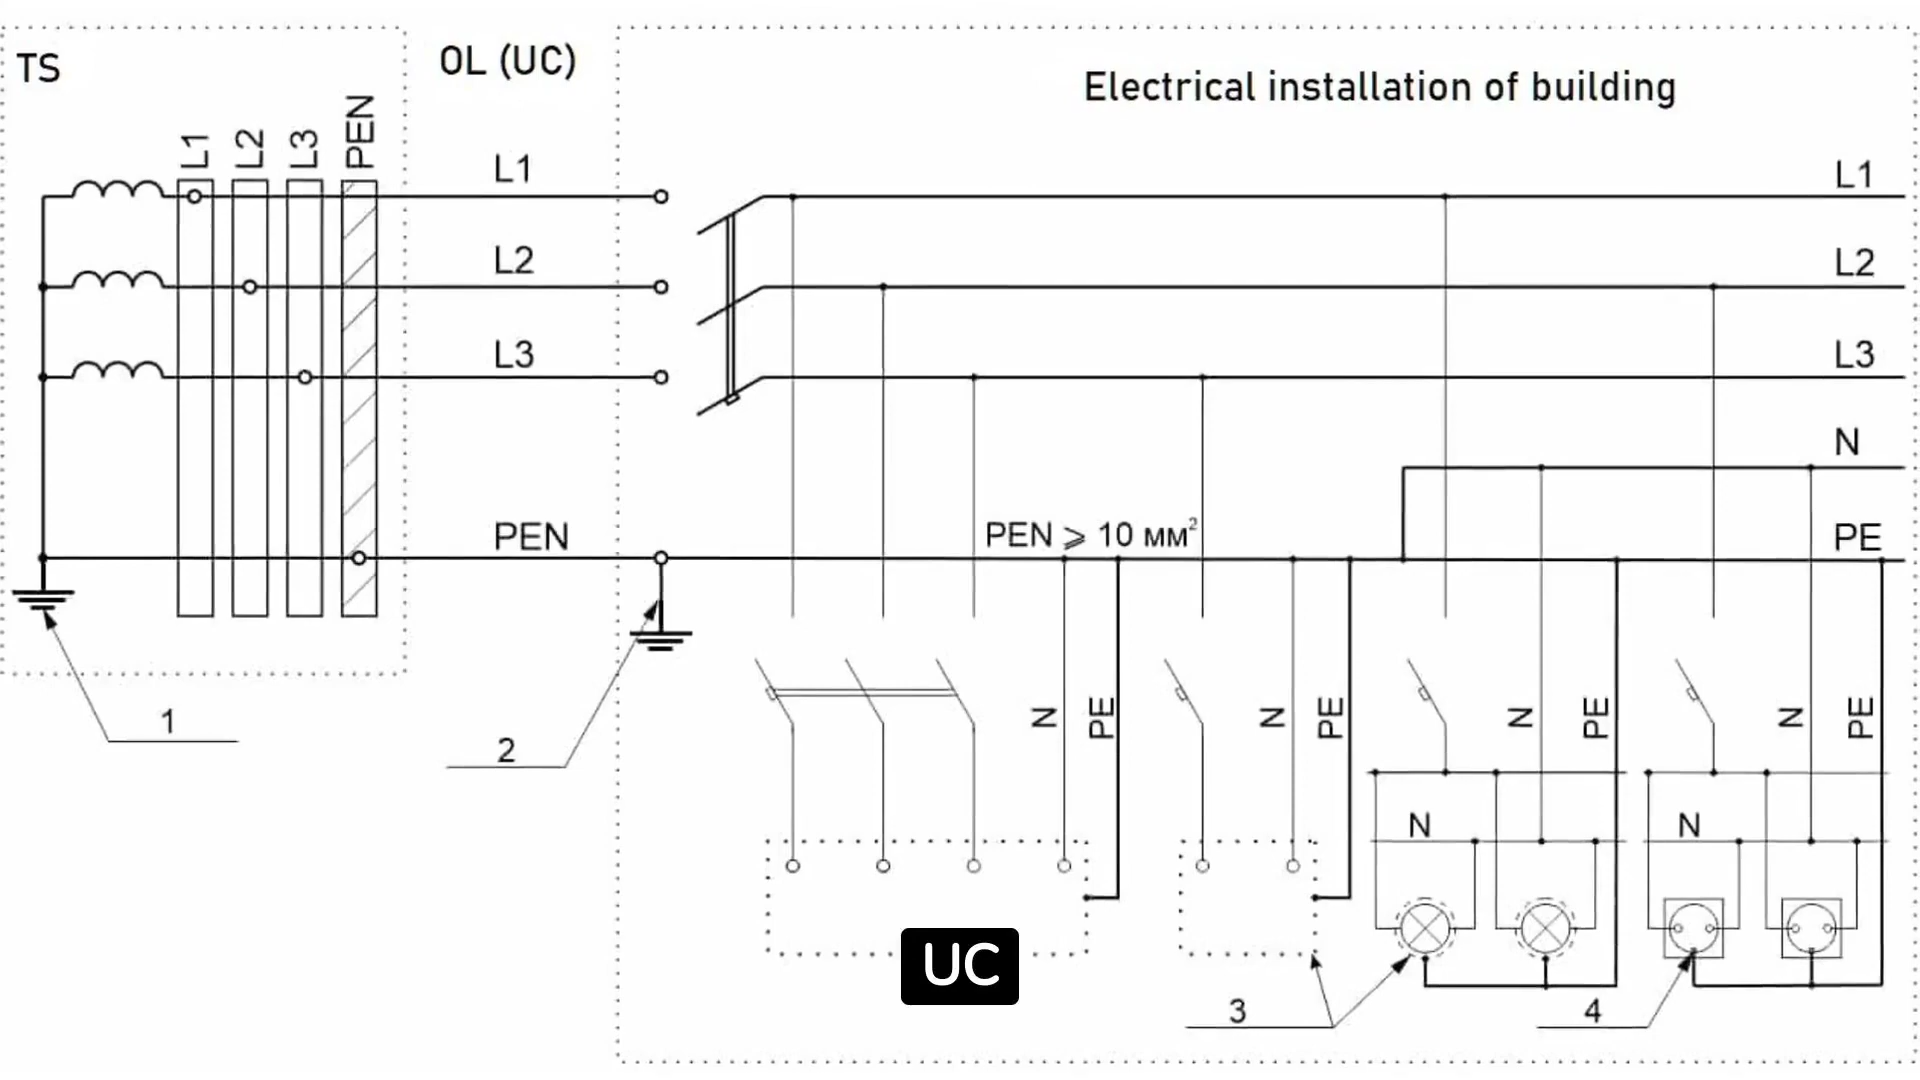 TS
OL (UC)
Electrical installation of building
L1
L2
L3
PEN
L1
L1
L2
L2
L3
L3
N
PEN
PEN ⩾ 10 мм²
PE
1
2
N
PE
N
PE
N
PE
N
PE
N
N
UC
3
4